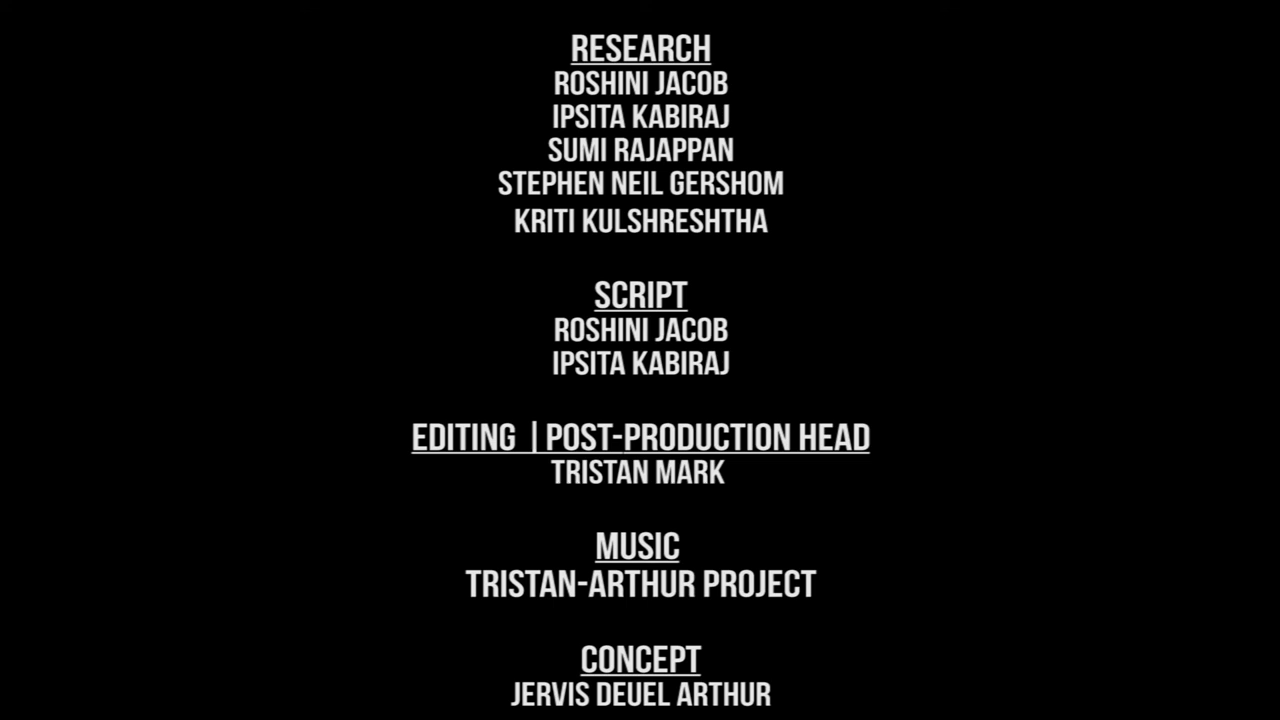 RESEARCH
ROSHINI JACOB
IPSITA KABIRAJ
SUMI RAJAPPAN
STEPHEN NEIL GERSHOM
KRITI KULSHRESHTHA
SCRIPT
ROSHINI JACOB
IPSITA KABIRAJ
EDITING | POST-PRODUCTION HEAD
TRISTAN MARK
MUSIC
TRISTAN-ARTHUR PROJECT
CONCEPT
JERVIS DEUEL ARTHUR